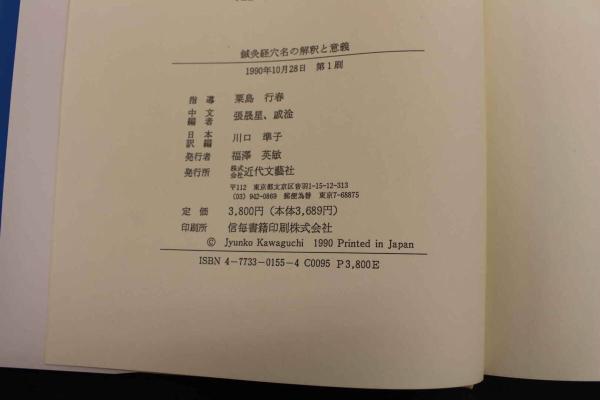 鍼灸経穴名の解釈と意義
1990年10月28日 第1刷
指導 粟島 行春
中文編者 張晟星、戚淦
日本訳編 川口 準子
発行者 福澤 英敏
発行所 株式会社近代文藝社
〒112 東京都文京区音羽1-15-12-313
(03) 942-0869 郵便為替 東京7-68875
定価 3,800円（本体3,689円）
印刷所 信毎書籍印刷株式会社
© Jyunko Kawaguchi 1990 Printed in Japan
ISBN 4-7733-0155-4 C0095 P3,800E